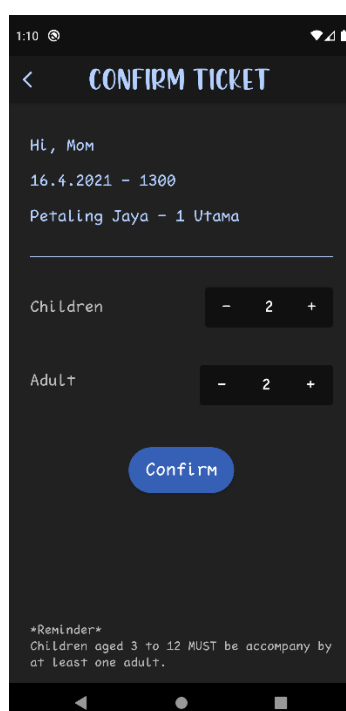 1:10
CONFIRM TICKET
Hi, Mom
16.4.2021 - 1300
Petaling Jaya - 1 Utama
Children - 2 +
Adult - 2 +
Confirm
*Reminder*
Children aged 3 to 12 MUST be accompany by
at least one adult.